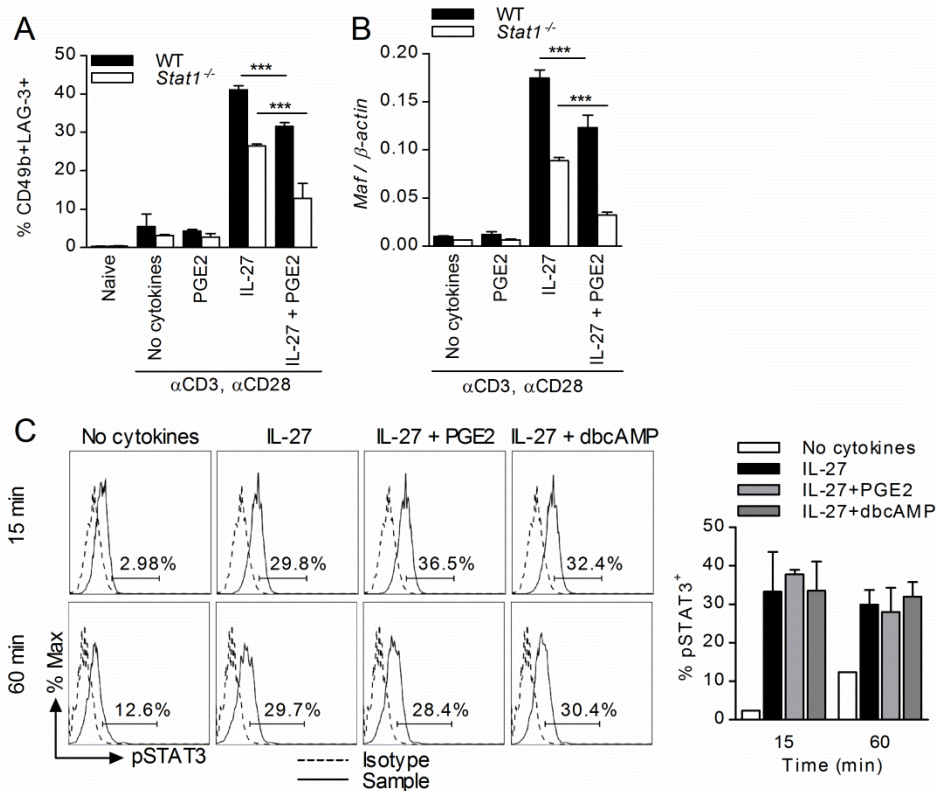 A
WT
Stat1-/-
% CD49b+LAG-3+
50
40
30
20
10
0
***
***
Naive
No cytokines
PGE2
IL-27
IL-27 + PGE2
αCD3, αCD28
B
WT
Stat1-/-
Maf / β-actin
0.20
0.15
0.10
0.05
0.00
***
***
No cytokines
PGE2
IL-27
IL-27 + PGE2
αCD3, αCD28
C
No cytokines
IL-27
IL-27 + PGE2
IL-27 + dbcAMP
15 min
2.98%
29.8%
36.5%
32.4%
60 min
12.6%
29.7%
28.4%
30.4%
% Max
pSTAT3
Isotype
Sample
No cytokines
IL-27
IL-27+PGE2
IL-27+dbcAMP
% pSTAT3+
50
40
30
20
10
0
15
60
Time (min)